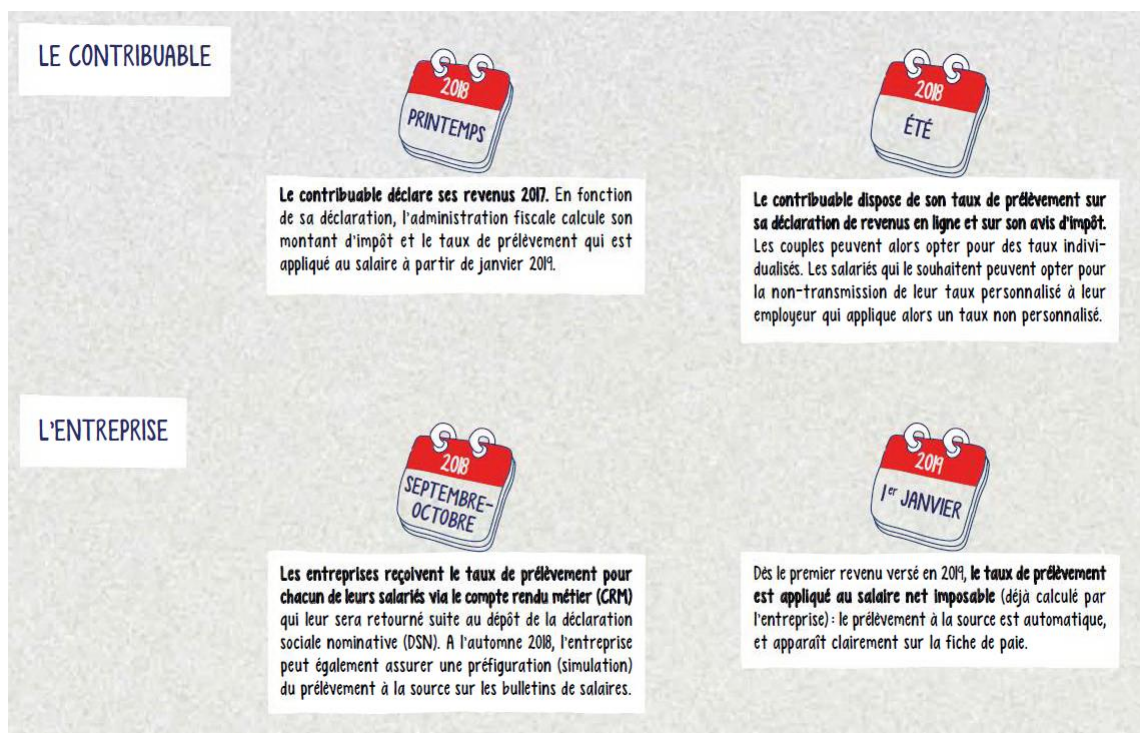 LE CONTRIBUABLE
2018
PRINTEMPS
Le contribuable déclare ses revenus 2017. En fonction
de sa déclaration, l'administration fiscale calcule son
montant d'impôt et le taux de prélèvement qui est
appliqué au salaire à partir de janvier 2019.
2018
ÉTÉ
Le contribuable dispose de son taux de prélèvement sur
sa déclaration de revenus en ligne et sur son avis d'impôt.
Les couples peuvent alors opter pour des taux indivi-
dualisés. Les salariés qui le souhaitent peuvent opter pour
la non-transmission de leur taux personnalisé à leur
employeur qui applique alors un taux non personnalisé.
L'ENTREPRISE
2018
SEPTEMBRE-
OCTOBRE
Les entreprises reçoivent le taux de prélèvement pour
chacun de leurs salariés via le compte rendu métier (CRM)
qui leur sera retourné suite au dépôt de la déclaration
sociale nominative (DSN). A l'automne 2018, l'entreprise
peut également assurer une préfiguration (simulation)
du prélèvement à la source sur les bulletins de salaires.
2019
1er JANVIER
Dès le premier revenu versé en 2019, le taux de prélèvement
est appliqué au salaire net imposable (déjà calculé par
l'entreprise) : le prélèvement à la source est automatique,
et apparaît clairement sur la fiche de paie.